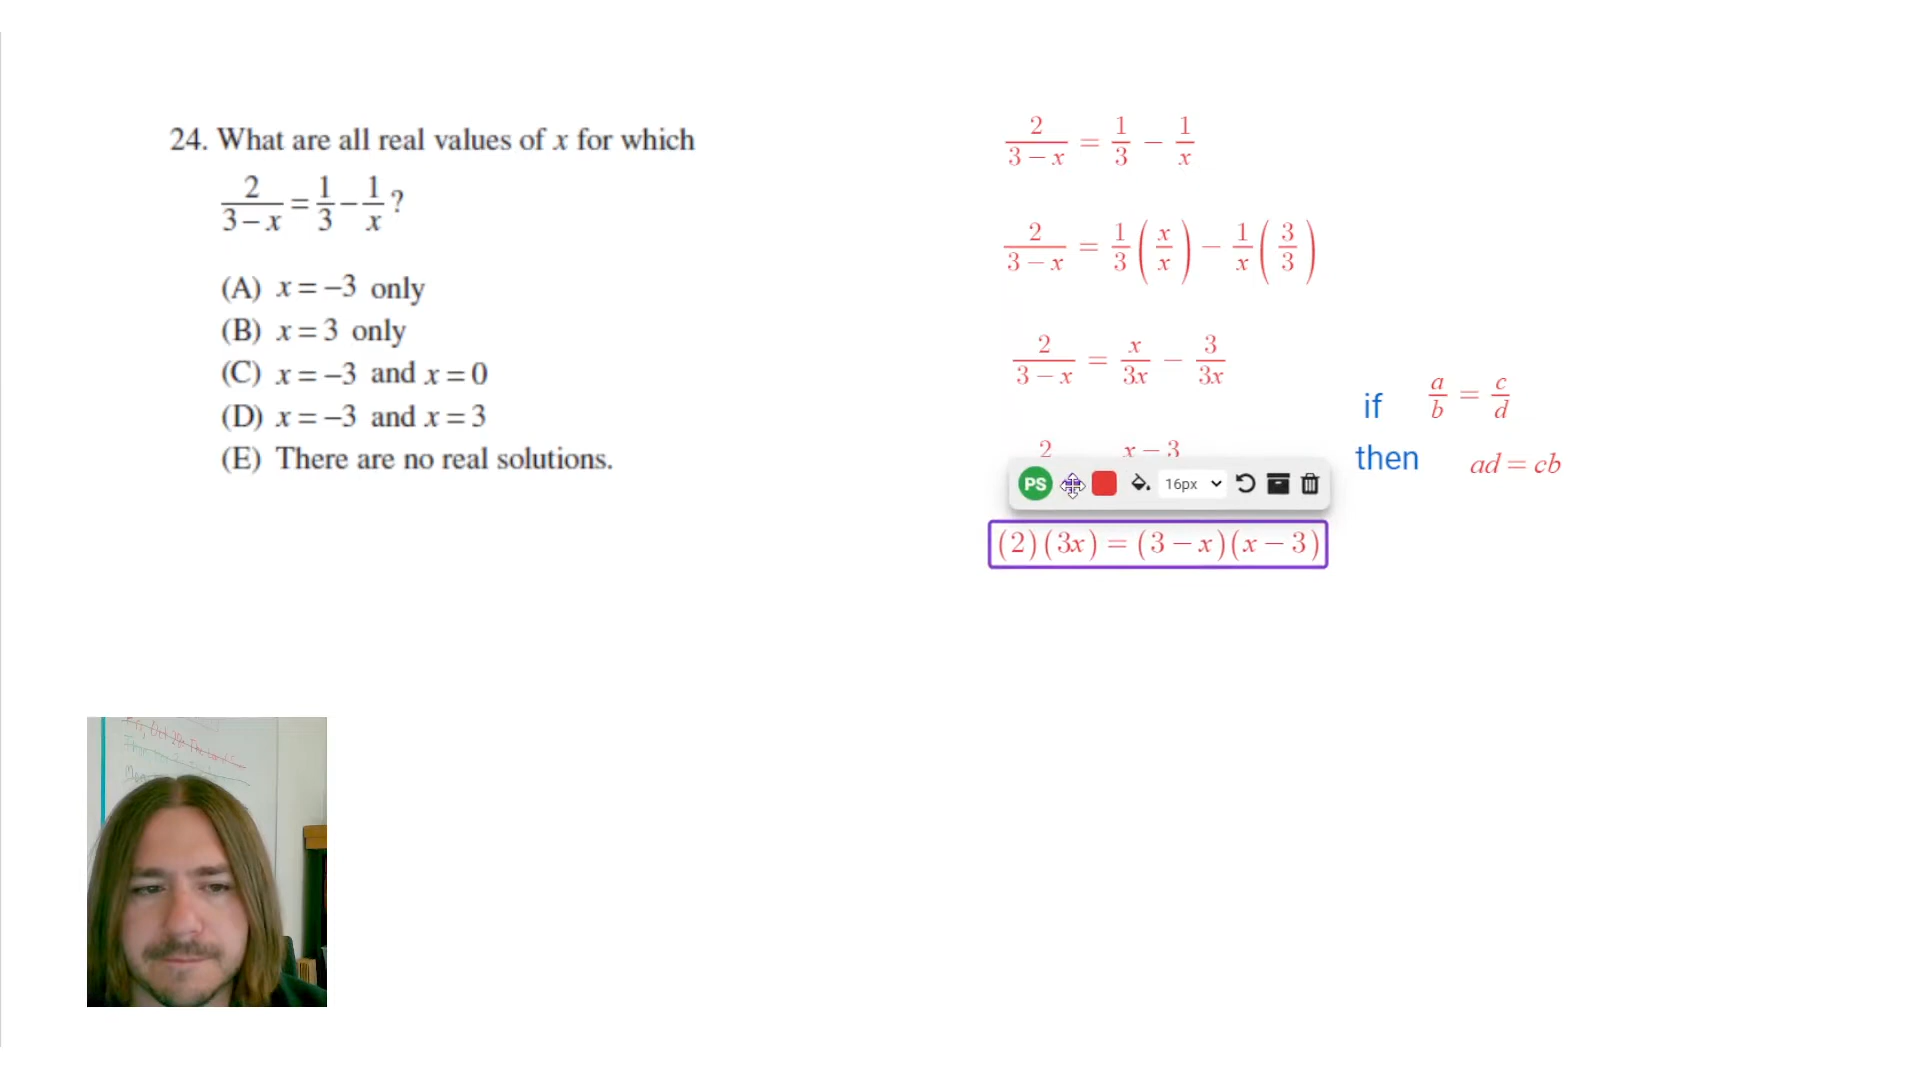 24. What are all real values of x for which
2/(3 – x) = 1/3 – 1/x ?
(A) x = –3 only
(B) x = 3 only
(C) x = –3 and x = 0
(D) x = –3 and x = 3
(E) There are no real solutions.
2/(3 − x) = 1/3 − 1/x
2/(3 − x) = 1/3 (x/x) − 1/x (3/3)
2/(3 − x) = x/3x − 3/3x
2 x − 3
PS 16px
(2)(3x) = (3 − x)(x − 3)
if a/b = c/d
then ad = cb